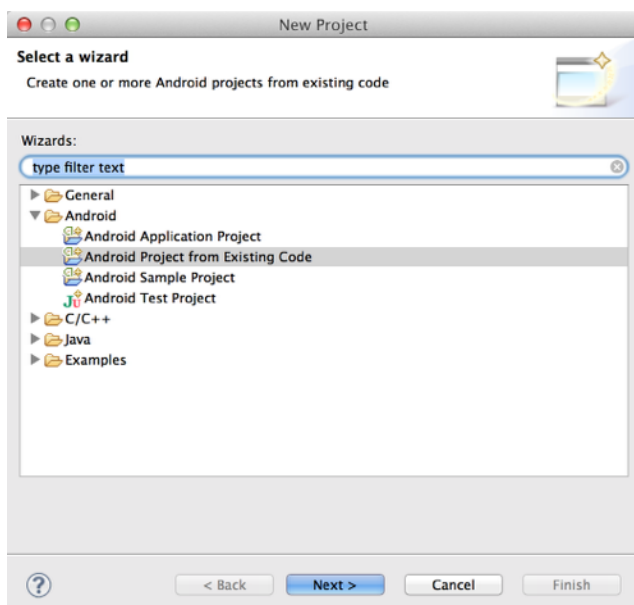 New Project
Select a wizard
Create one or more Android projects from existing code
Wizards:
type filter text
General
Android
Android Application Project
Android Project from Existing Code
Android Sample Project
Ju Android Test Project
C/C++
Java
Examples
? < Back Next > Cancel Finish